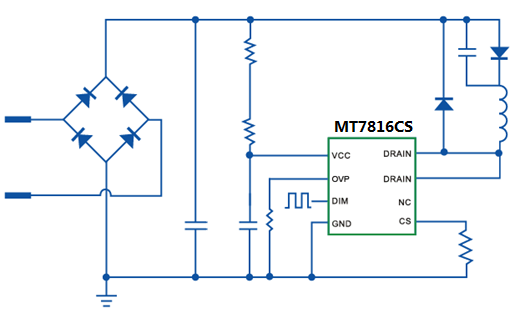 MT7816CS
VCC
DRAIN
OVP
DRAIN
DIM
NC
GND
CS